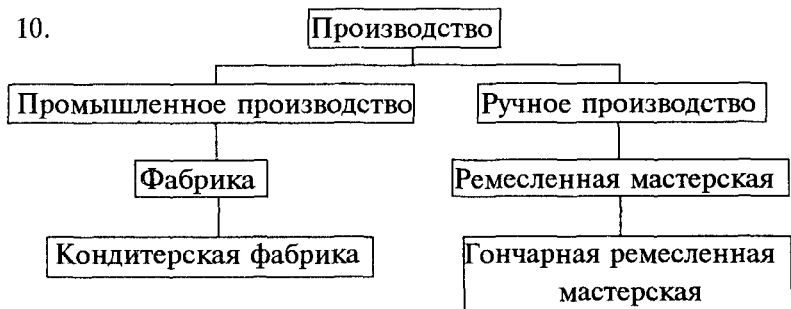 10.
Производство
Промышленное производство
Ручное производство
Фабрика
Ремесленная мастерская
Кондитерская фабрика
Гончарная ремесленная
мастерская